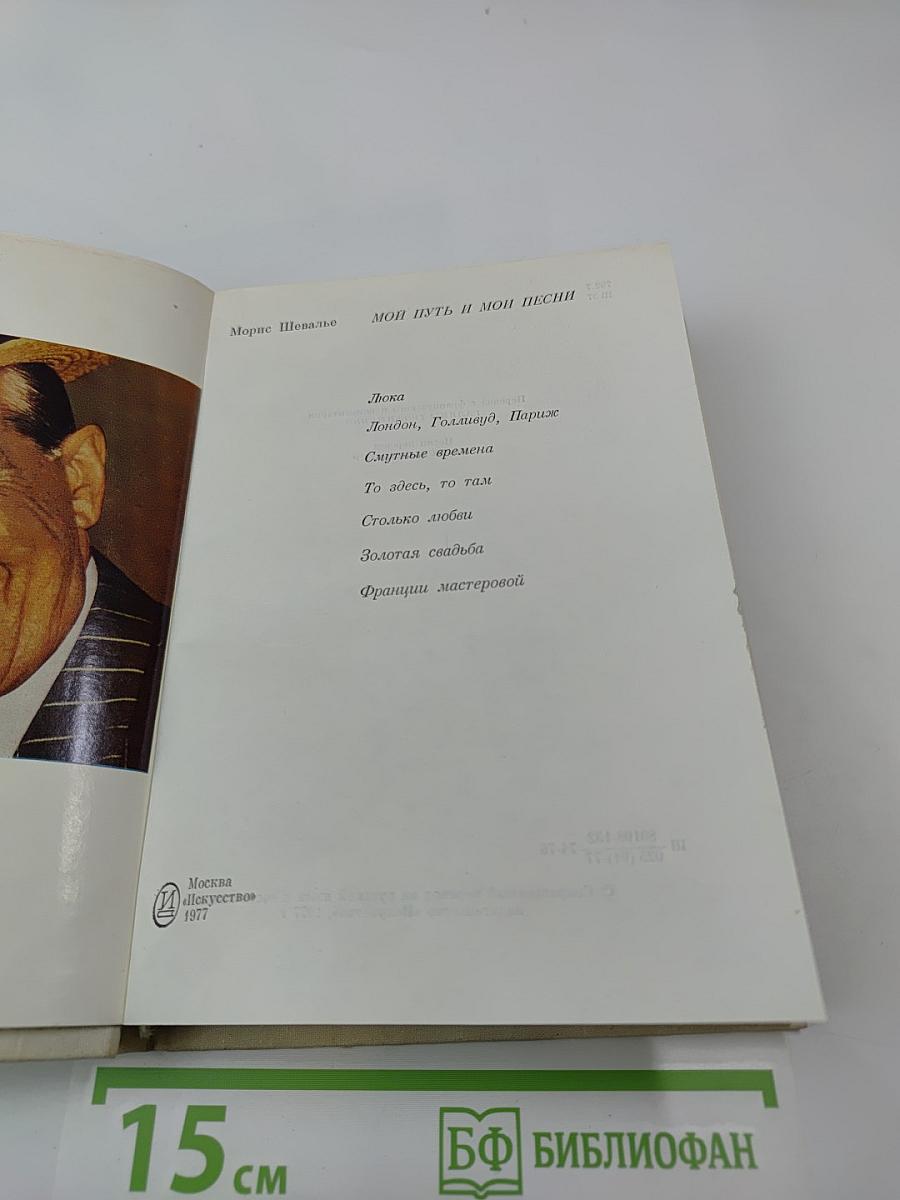 Морис Шевалье
МОЙ ПУТЬ И МОИ ПЕСНИ
Люка
Лондон, Голливуд, Париж
Смутные времена
То здесь, то там
Столько любви
Золотая свадьба
Франции мастеровой
И
Москва
«Искусство»
1977
15 см
БФ БИБЛИОФАН